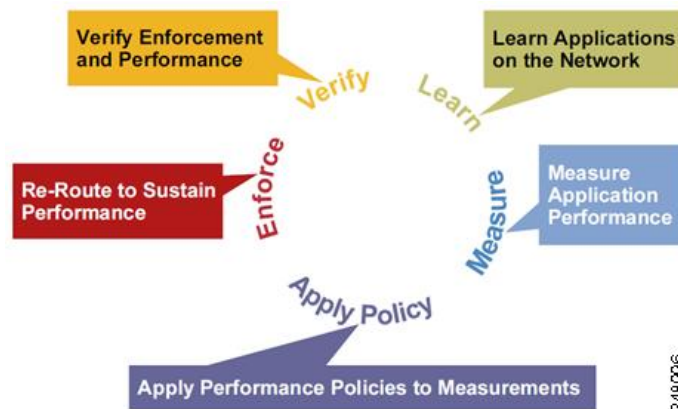 Verify Enforcement
and Performance
Learn Applications
on the Network
Verify
Learn
Re-Route to Sustain
Performance
Enforce
Measure
Measure
Application
Performance
Apply Policy
Apply Performance Policies to Measurements